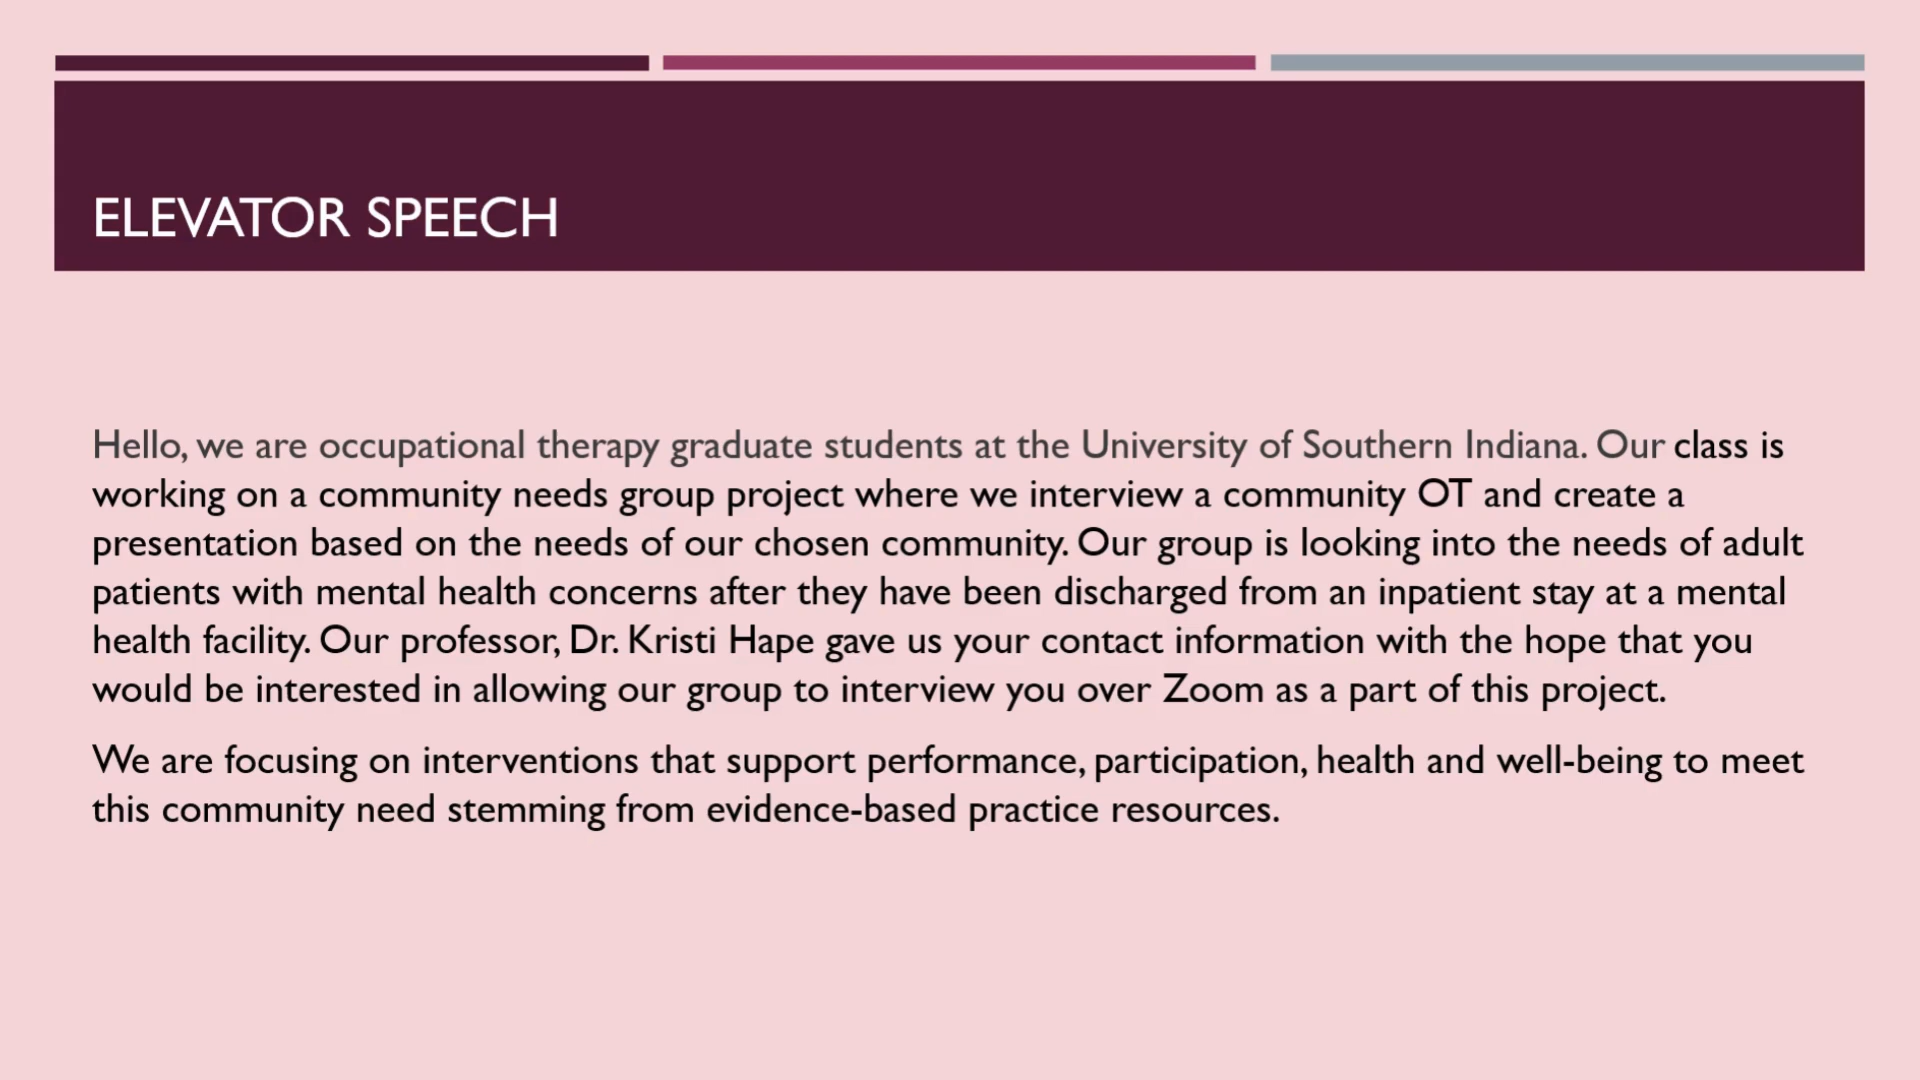 ELEVATOR SPEECH
Hello, we are occupational therapy graduate students at the University of Southern Indiana. Our class is
working on a community needs group project where we interview a community OT and create a
presentation based on the needs of our chosen community. Our group is looking into the needs of adult
patients with mental health concerns after they have been discharged from an inpatient stay at a mental
health facility. Our professor, Dr. Kristi Hape gave us your contact information with the hope that you
would be interested in allowing our group to interview you over Zoom as a part of this project.
We are focusing on interventions that support performance, participation, health and well-being to meet
this community need stemming from evidence-based practice resources.